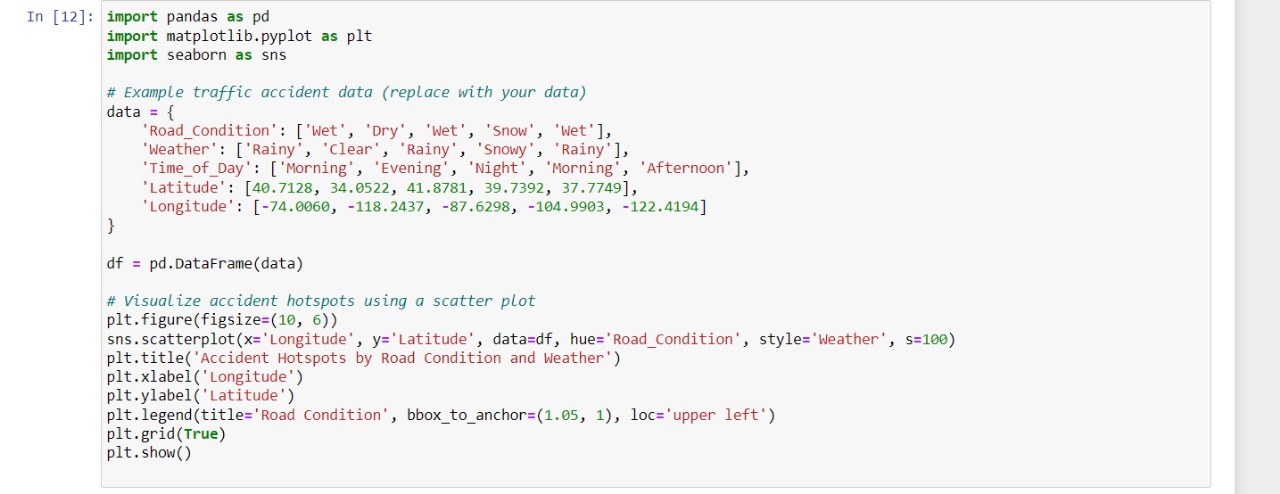 In [12]: import pandas as pd
import matplotlib.pyplot as plt
import seaborn as sns
# Example traffic accident data (replace with your data)
data = {
    'Road_Condition': ['Wet', 'Dry', 'Wet', 'Snow', 'Wet'],
    'Weather': ['Rainy', 'Clear', 'Rainy', 'Snowy', 'Rainy'],
    'Time_of_Day': ['Morning', 'Evening', 'Night', 'Morning', 'Afternoon'],
    'Latitude': [40.7128, 34.0522, 41.8781, 39.7392, 37.7749],
    'Longitude': [-74.0060, -118.2437, -87.6298, -104.9903, -122.4194]
}
df = pd.DataFrame(data)
# Visualize accident hotspots using a scatter plot
plt.figure(figsize=(10, 6))
sns.scatterplot(x='Longitude', y='Latitude', data=df, hue='Road_Condition', style='Weather', s=100)
plt.title('Accident Hotspots by Road Condition and Weather')
plt.xlabel('Longitude')
plt.ylabel('Latitude')
plt.legend(title='Road Condition', bbox_to_anchor=(1.05, 1), loc='upper left')
plt.grid(True)
plt.show()